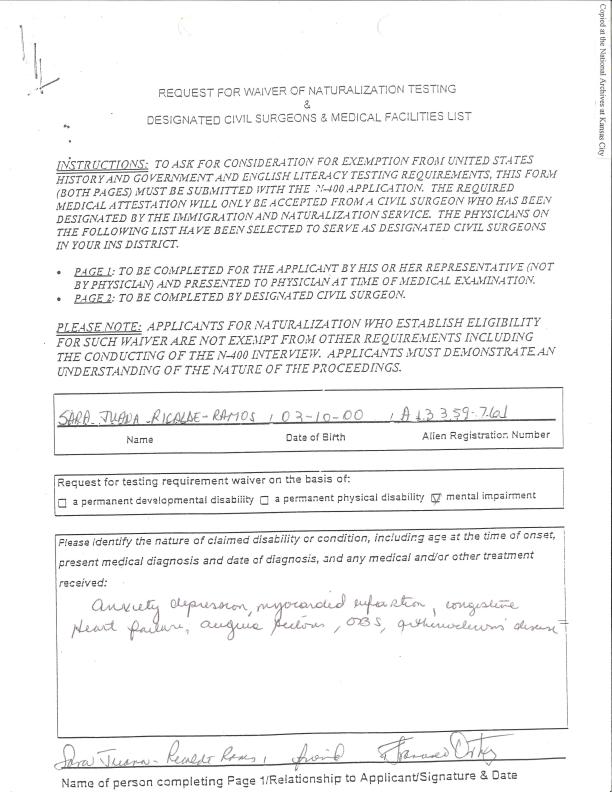 Copied at the National Archives at Kansas City
REQUEST FOR WAIVER OF NATURALIZATION TESTING
&
DESIGNATED CIVIL SURGEONS & MEDICAL FACILITIES LIST
INSTRUCTIONS: TO ASK FOR CONSIDERATION FOR EXEMPTION FROM UNITED STATES
HISTORY AND GOVERNMENT AND ENGLISH LITERACY TESTING REQUIREMENTS, THIS FORM
(BOTH PAGES) MUST BE SUBMITTED WITH THE N-400 APPLICATION. THE REQUIRED
MEDICAL ATTESTATION WILL ONLY BE ACCEPTED FROM A CIVIL SURGEON WHO HAS BEEN
DESIGNATED BY THE IMMIGRATION AND NATURALIZATION SERVICE. THE PHYSICIANS ON
THE FOLLOWING LIST HAVE BEEN SELECTED TO SERVE AS DESIGNATED CIVIL SURGEONS
IN YOUR INS DISTRICT.
• PAGE 1: TO BE COMPLETED FOR THE APPLICANT BY HIS OR HER REPRESENTATIVE (NOT
BY PHYSICIAN) AND PRESENTED TO PHYSICIAN AT TIME OF MEDICAL EXAMINATION.
• PAGE 2: TO BE COMPLETED BY DESIGNATED CIVIL SURGEON.
PLEASE NOTE: APPLICANTS FOR NATURALIZATION WHO ESTABLISH ELIGIBILITY
FOR SUCH WAIVER ARE NOT EXEMPT FROM OTHER REQUIREMENTS INCLUDING
THE CONDUCTING OF THE N-400 INTERVIEW. APPLICANTS MUST DEMONSTRATE AN
UNDERSTANDING OF THE NATURE OF THE PROCEEDINGS.
SARA JUANA RICALDE-RAMOS 03-10-00 A 13 359-761
Name Date of Birth Alien Registration Number
Request for testing requirement waiver on the basis of:
a permanent developmental disability a permanent physical disability mental impairment
Please identify the nature of claimed disability or condition, including age at the time of onset,
present medical diagnosis and date of diagnosis, and any medical and/or other treatment
received:
Anxiety depression, myocardid infarction, congestive
Heart failure, angina pectoris, OBS, disease
Sara Juana Ramos, friend
Name of person completing Page 1/Relationship to Applicant/Signature & Date